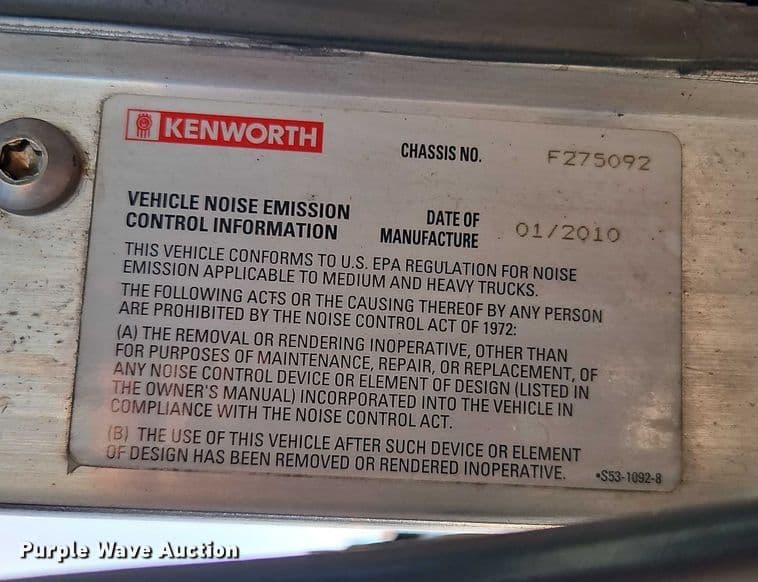 KENWORTH
CHASSIS NO. F275092
VEHICLE NOISE EMISSION
CONTROL INFORMATION
DATE OF
MANUFACTURE
01/2010
THIS VEHICLE CONFORMS TO U.S. EPA REGULATION FOR NOISE
EMISSION APPLICABLE TO MEDIUM AND HEAVY TRUCKS.
THE FOLLOWING ACTS OR THE CAUSING THEREOF BY ANY PERSON
ARE PROHIBITED BY THE NOISE CONTROL ACT OF 1972:
(A) THE REMOVAL OR RENDERING INOPERATIVE, OTHER THAN
FOR PURPOSES OF MAINTENANCE, REPAIR, OR REPLACEMENT, OF
ANY NOISE CONTROL DEVICE OR ELEMENT OF DESIGN (LISTED IN
THE OWNER'S MANUAL) INCORPORATED INTO THE VEHICLE IN
COMPLIANCE WITH THE NOISE CONTROL ACT.
(B) THE USE OF THIS VEHICLE AFTER SUCH DEVICE OR ELEMENT
OF DESIGN HAS BEEN REMOVED OR RENDERED INOPERATIVE.
•S53-1092-8
Purple Wave Auction